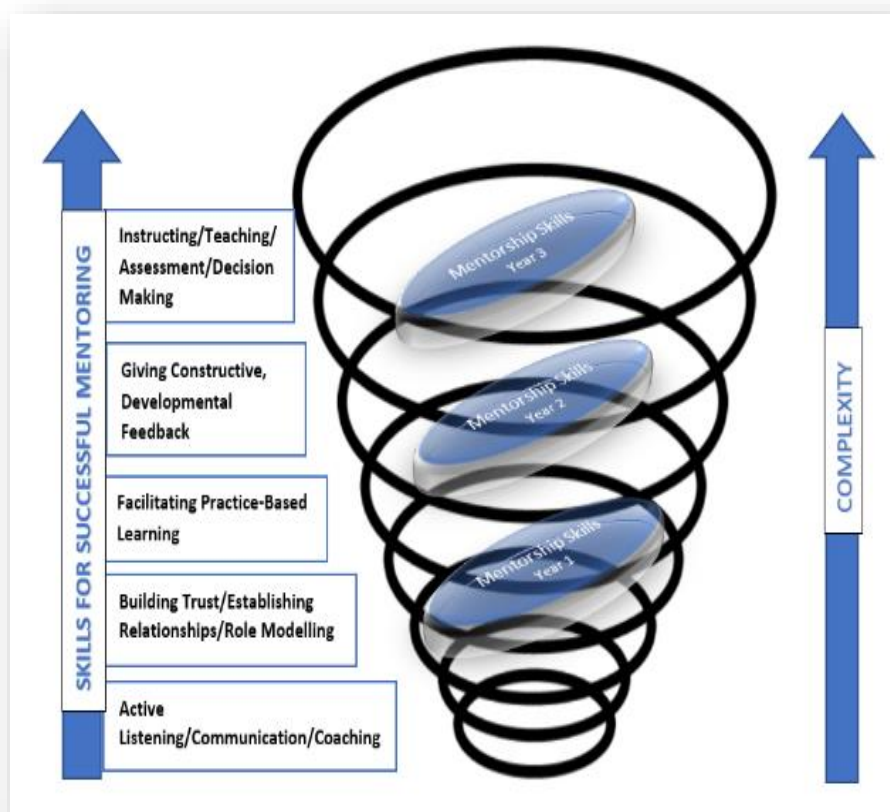 SKILLS FOR SUCCESSFUL MENTORING
Instructing/Teaching/
Assessment/Decision
Making
Giving Constructive,
Developmental
Feedback
Facilitating Practice-Based
Learning
Building Trust/Establishing
Relationships/Role Modelling
Active
Listening/Communication/Coaching
Mentorship Skills
Year 3
Mentorship Skills
Year 2
Mentorship Skills
Year 1
COMPLEXITY